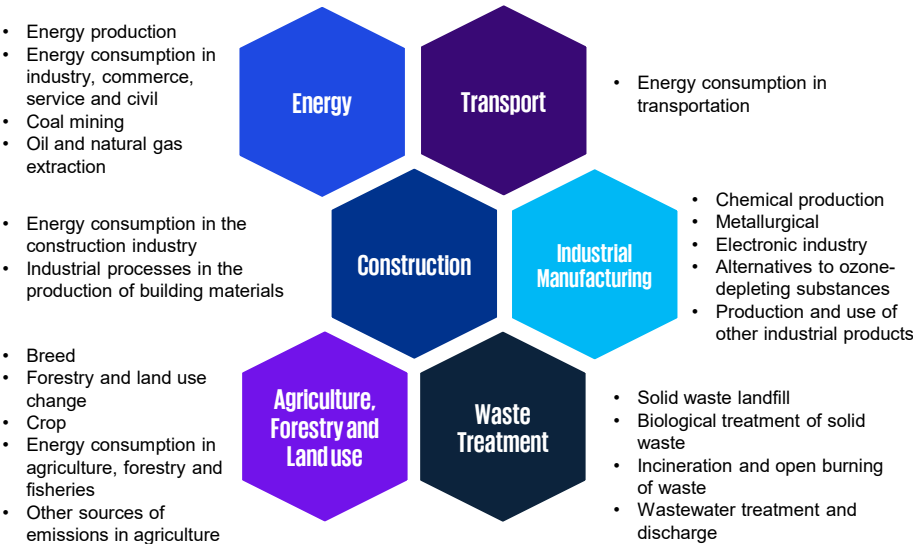 • Energy production
• Energy consumption in
industry, commerce,
service and civil
• Coal mining
• Oil and natural gas
extraction
Energy
Transport
• Energy consumption in
transportation
• Energy consumption in the
construction industry
• Industrial processes in the
production of building materials
Construction
Industrial
Manufacturing
• Chemical production
• Metallurgical
• Electronic industry
• Alternatives to ozone-
depleting substances
• Production and use of
other industrial products
• Breed
• Forestry and land use
change
• Crop
• Energy consumption in
agriculture, forestry and
fisheries
• Other sources of
emissions in agriculture
Agriculture,
Forestry and
Land use
Waste
Treatment
• Solid waste landfill
• Biological treatment of solid
waste
• Incineration and open burning
of waste
• Wastewater treatment and
discharge